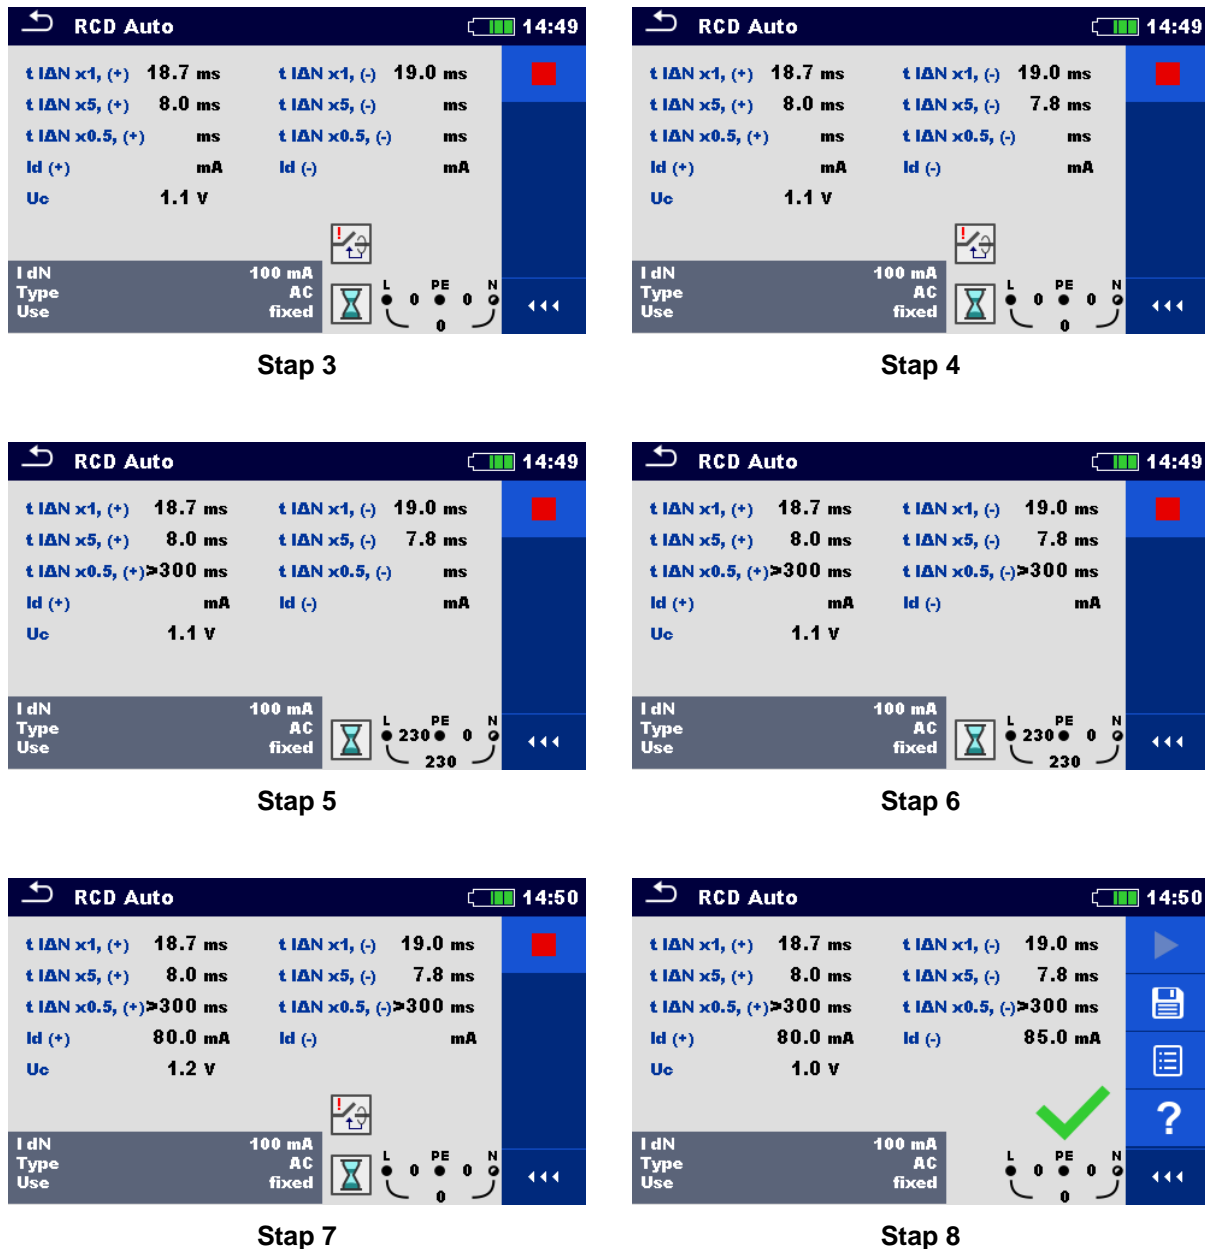 RCD Auto 14:49
t IΔN x1, (+) 18.7 ms t IΔN x1, (-) 19.0 ms
t IΔN x5, (+) 8.0 ms t IΔN x5, (-) ms
t IΔN x0.5, (+) ms t IΔN x0.5, (-) ms
Id (+) mA Id (-) mA
Uc 1.1 V
I dN 100 mA
Type AC
Use fixed
L PE N
0 0
0
Stap 3
RCD Auto 14:49
t IΔN x1, (+) 18.7 ms t IΔN x1, (-) 19.0 ms
t IΔN x5, (+) 8.0 ms t IΔN x5, (-) 7.8 ms
t IΔN x0.5, (+) ms t IΔN x0.5, (-) ms
Id (+) mA Id (-) mA
Uc 1.1 V
I dN 100 mA
Type AC
Use fixed
L PE N
0 0
0
Stap 4
RCD Auto 14:49
t IΔN x1, (+) 18.7 ms t IΔN x1, (-) 19.0 ms
t IΔN x5, (+) 8.0 ms t IΔN x5, (-) 7.8 ms
t IΔN x0.5, (+) >300 ms t IΔN x0.5, (-) ms
Id (+) mA Id (-) mA
Uc 1.1 V
I dN 100 mA
Type AC
Use fixed
L PE N
230 0
230
Stap 5
RCD Auto 14:49
t IΔN x1, (+) 18.7 ms t IΔN x1, (-) 19.0 ms
t IΔN x5, (+) 8.0 ms t IΔN x5, (-) 7.8 ms
t IΔN x0.5, (+) >300 ms t IΔN x0.5, (-) >300 ms
Id (+) mA Id (-) mA
Uc 1.1 V
I dN 100 mA
Type AC
Use fixed
L PE N
230 0
230
Stap 6
RCD Auto 14:50
t IΔN x1, (+) 18.7 ms t IΔN x1, (-) 19.0 ms
t IΔN x5, (+) 8.0 ms t IΔN x5, (-) 7.8 ms
t IΔN x0.5, (+) >300 ms t IΔN x0.5, (-) >300 ms
Id (+) 80.0 mA Id (-) mA
Uc 1.2 V
I dN 100 mA
Type AC
Use fixed
L PE N
0 0
0
Stap 7
RCD Auto 14:50
t IΔN x1, (+) 18.7 ms t IΔN x1, (-) 19.0 ms
t IΔN x5, (+) 8.0 ms t IΔN x5, (-) 7.8 ms
t IΔN x0.5, (+) >300 ms t IΔN x0.5, (-) >300 ms
Id (+) 80.0 mA Id (-) 85.0 mA
Uc 1.0 V
?
I dN 100 mA
Type AC
Use fixed
L PE N
0 0
0
Stap 8